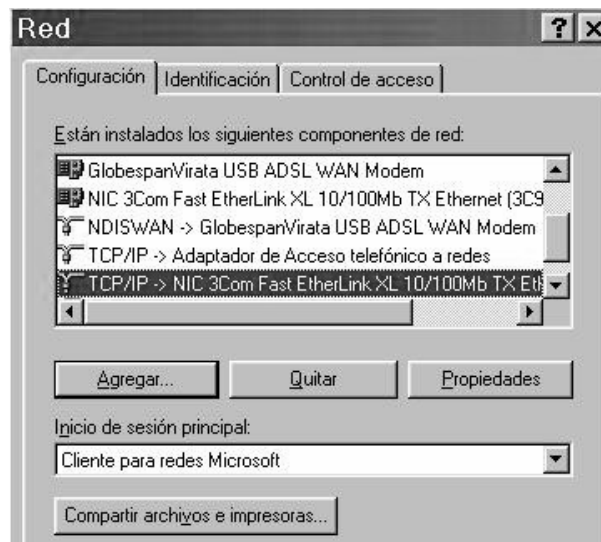 Red
Configuración Identificación Control de acceso
Están instalados los siguientes componentes de red:
GlobespanVirata USB ADSL WAN Modem
NIC 3Com Fast EtherLink XL 10/100Mb TX Ethernet (3C9
NDISWAN -> GlobespanVirata USB ADSL WAN Modem
TCP/IP -> Adaptador de Acceso telefónico a redes
TCP/IP -> NIC 3Com Fast EtherLink XL 10/100Mb TX Eth
Agregar... Quitar Propiedades
Inicio de sesión principal:
Cliente para redes Microsoft
Compartir archivos e impresoras...